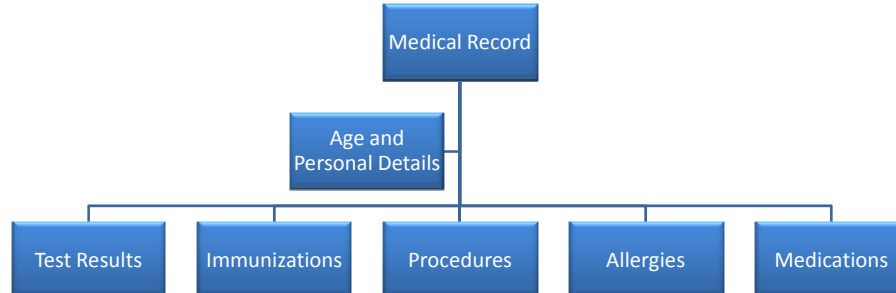 Medical Record
Age and
Personal Details
Test Results
Immunizations
Procedures
Allergies
Medications